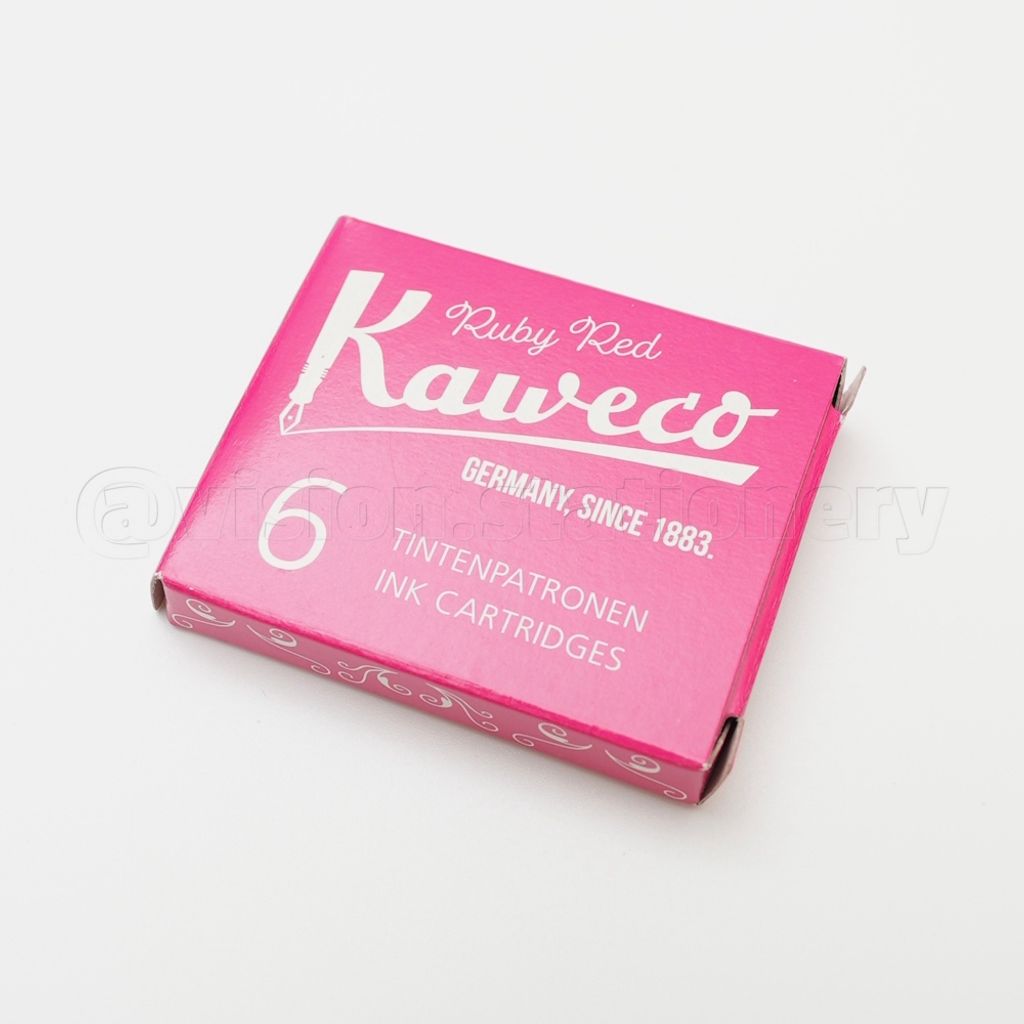 Ruby Red
Kaweco
GERMANY, SINCE 1883.
6
TINTENPATRONEN
INK CARTRIDGES
@vision.stationery